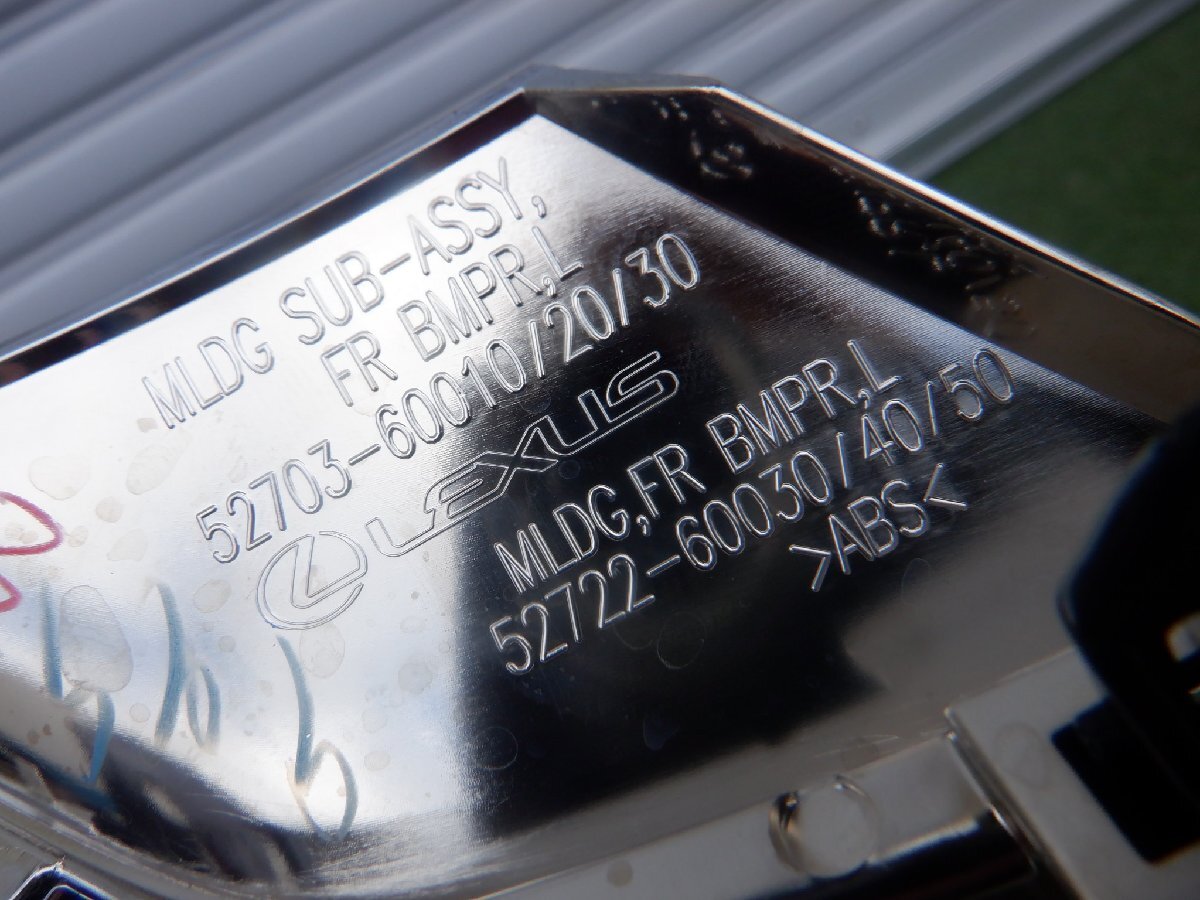 MLDG SUB-ASSY,
FR BMPR,L
52703-60010/20/30
LEXUS
MLDG,FR BMPR,L
52722-60030/40/50
>ABS<